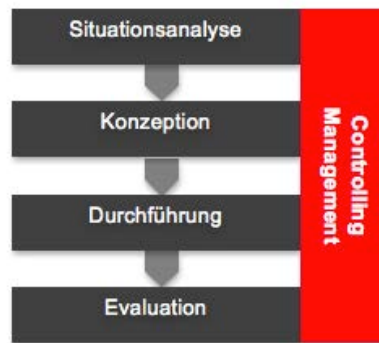 Situationsanalyse
Konzeption
Durchführung
Evaluation
Controlling
Management